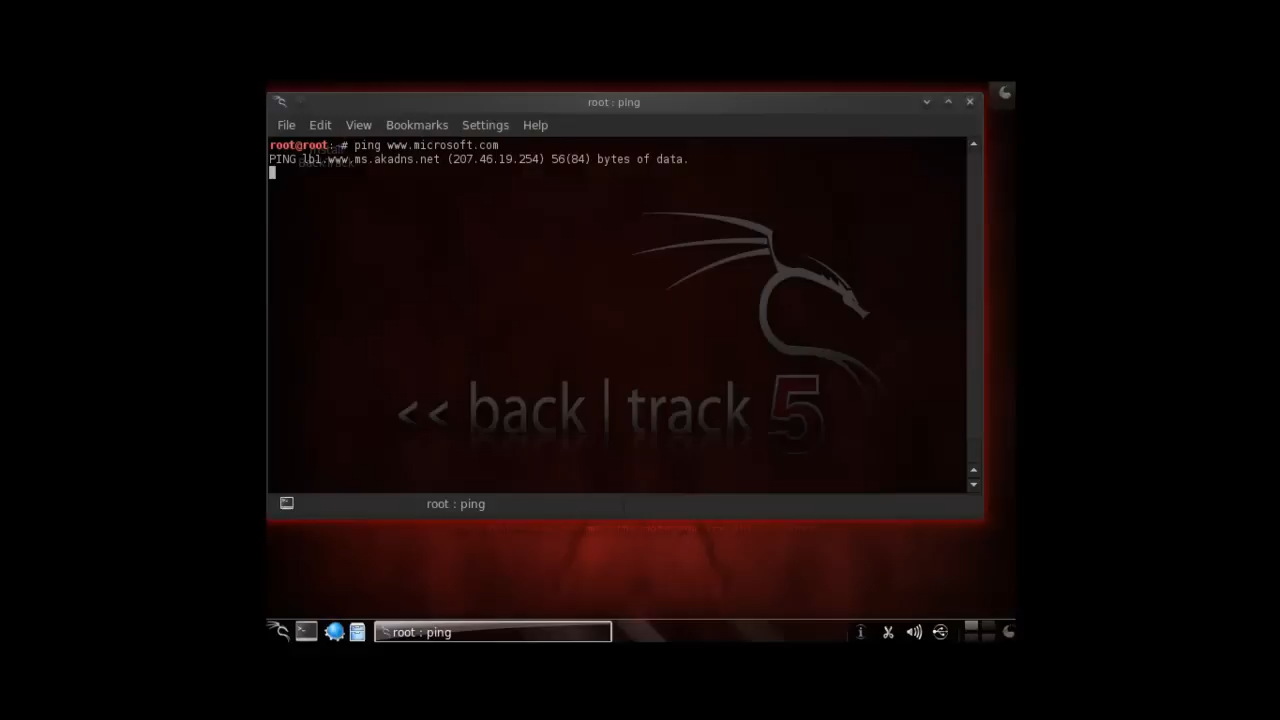 root : ping
File Edit View Bookmarks Settings Help
root@root:~# ping www.microsoft.com
PING lb1.www.ms.akadns.net (207.46.19.254) 56(84) bytes of data.
<< back | track 5
root : ping
root : ping